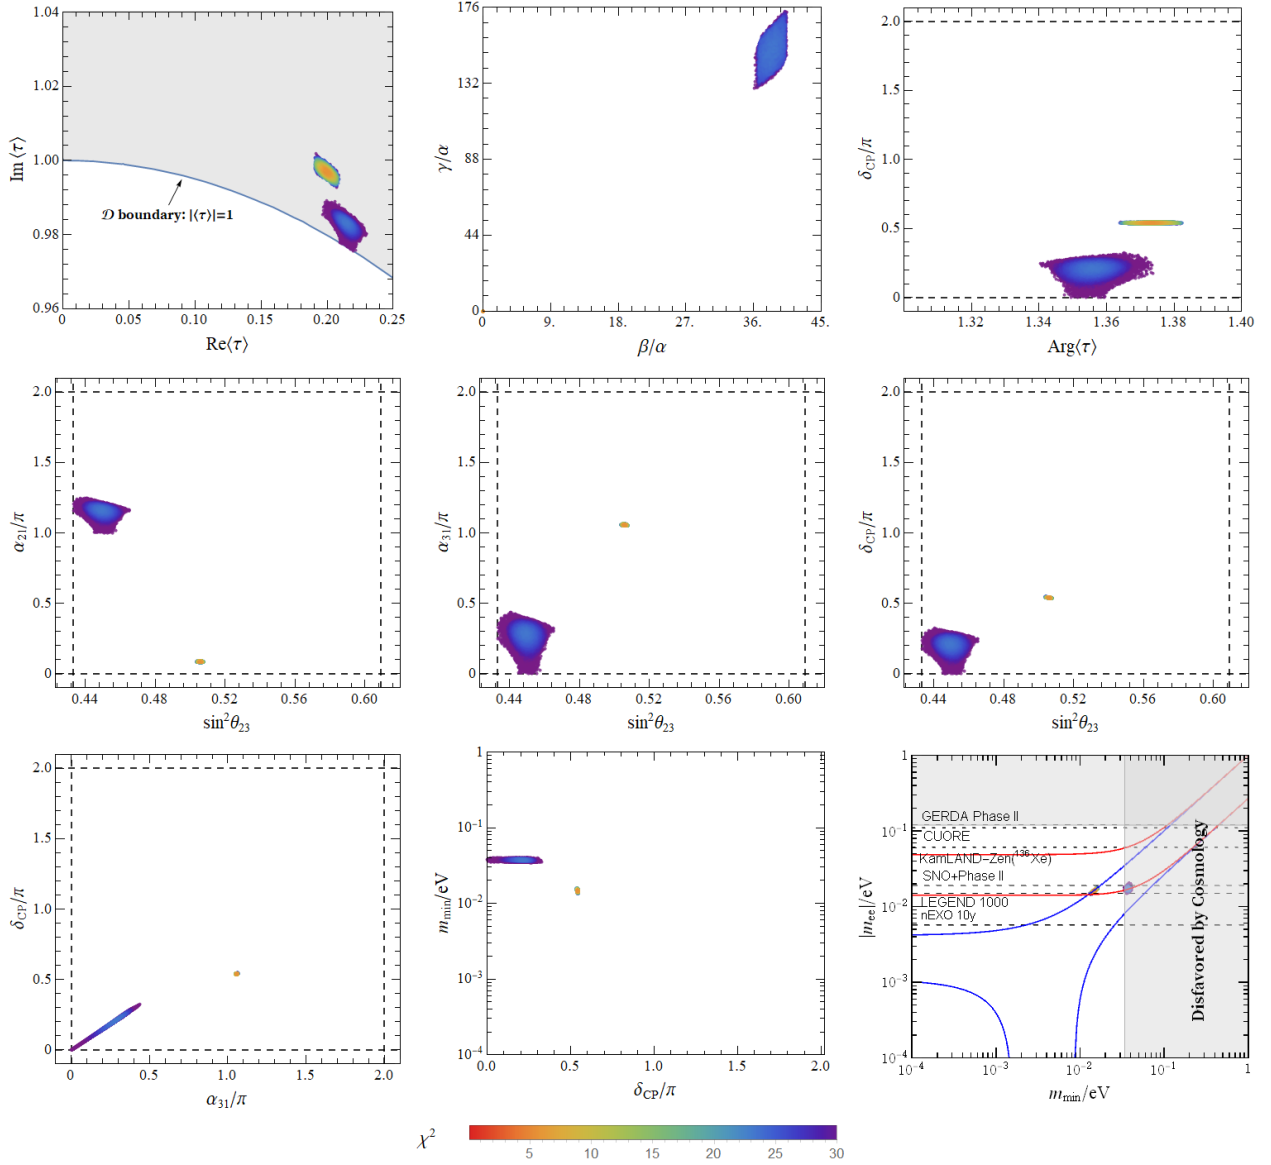 1.04
1.02
1.00
0.98
0.96
Im⟨τ⟩
𝒟 boundary: |⟨τ⟩|=1
0 0.05 0.10 0.15 0.20 0.25
Re⟨τ⟩
176
132
88
44
0
γ/α
0 9. 18. 27. 36. 45.
β/α
2.0
1.5
1.0
0.5
0
δCP/π
1.32 1.34 1.36 1.38 1.40
Arg⟨τ⟩
2.0
1.5
1.0
0.5
0
α21/π
0.44 0.48 0.52 0.56 0.60
sin²θ23
2.0
1.5
1.0
0.5
0
α31/π
0.44 0.48 0.52 0.56 0.60
sin²θ23
2.0
1.5
1.0
0.5
0
δCP/π
0.44 0.48 0.52 0.56 0.60
sin²θ23
2.0
1.5
1.0
0.5
0
δCP/π
0 0.5 1.0 1.5 2.0
α31/π
1
10⁻¹
10⁻²
10⁻³
10⁻⁴
mmin/eV
0.0 0.5 1.0 1.5 2.0
δCP/π
1
10⁻¹
10⁻²
10⁻³
10⁻⁴
|mee|/eV
GERDA Phase II
CUORE
KamLAND−Zen(¹³⁶Xe)
SNO+Phase II
LEGEND 1000
nEXO 10y
Disfavored by Cosmology
10⁻⁴ 10⁻³ 10⁻² 10⁻¹ 1
mmin/eV
χ²
5 10 15 20 25 30